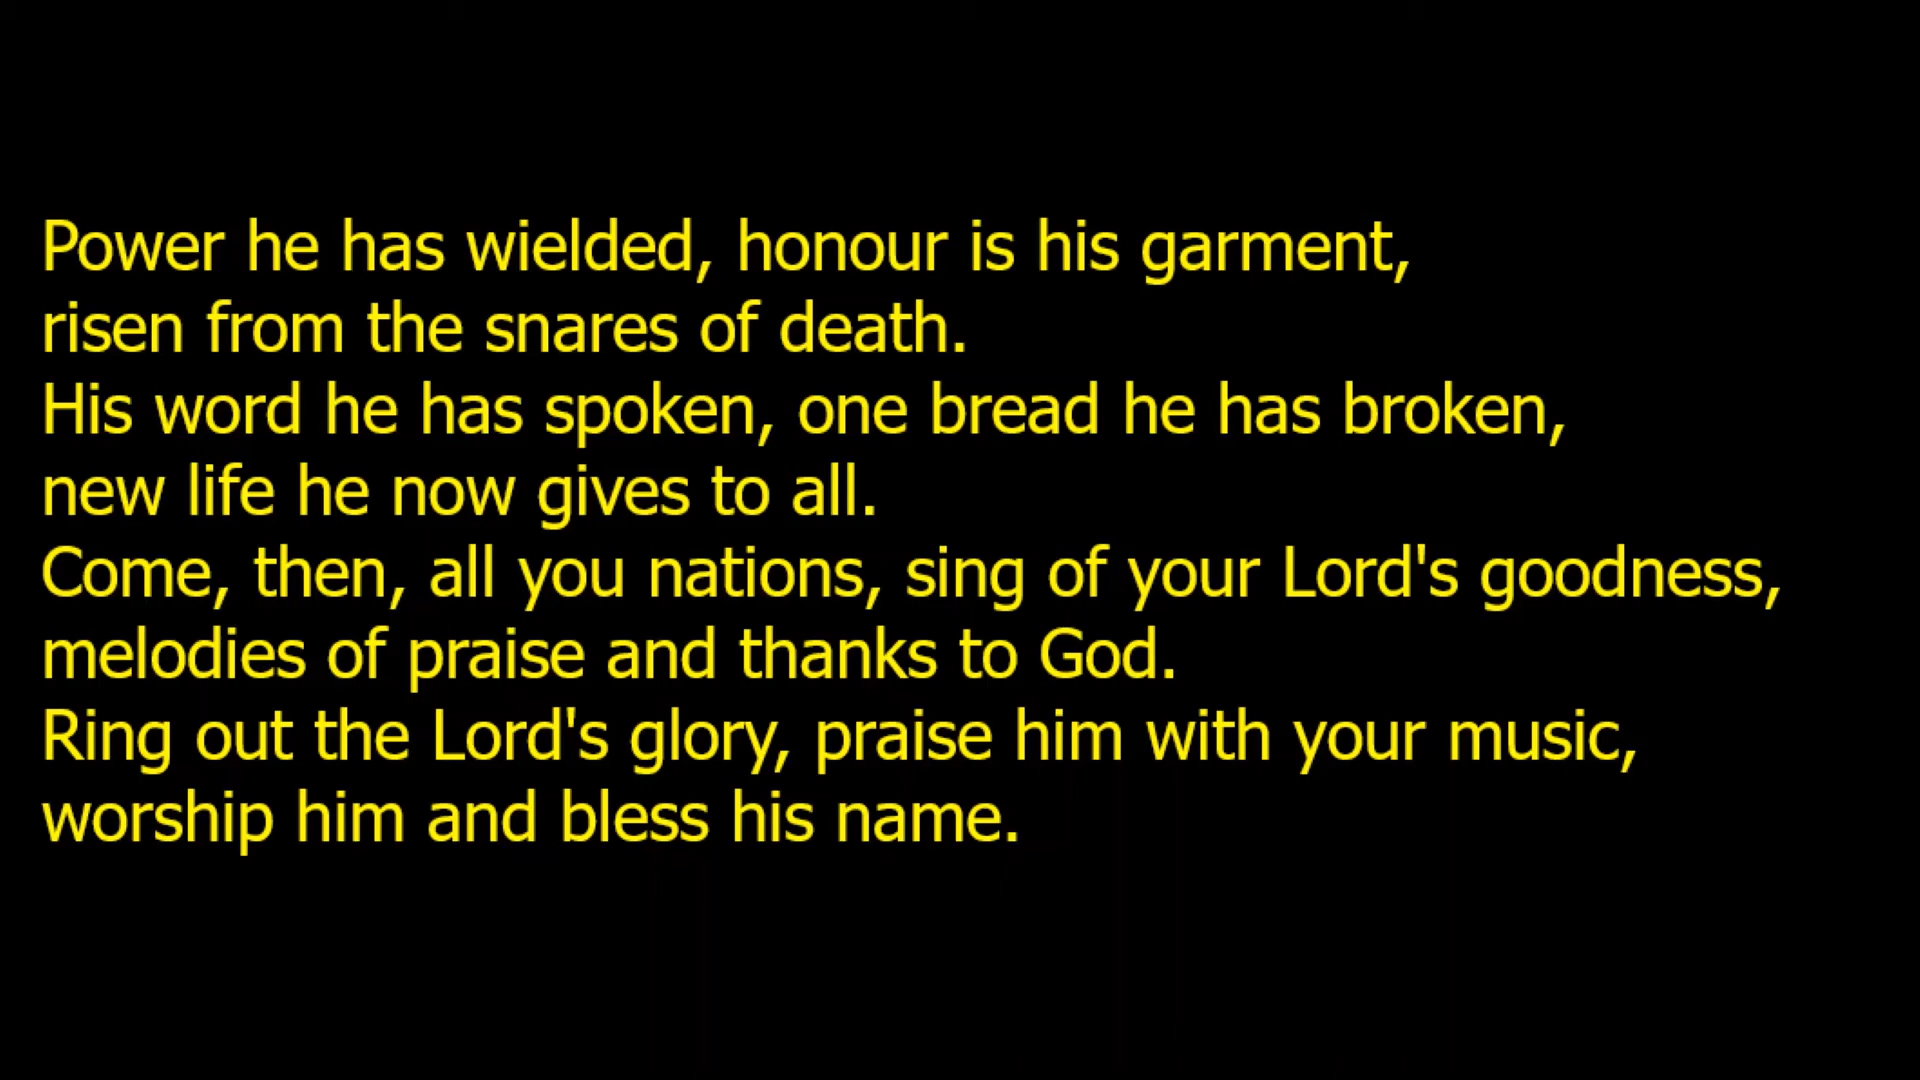 Power he has wielded, honour is his garment,
risen from the snares of death.
His word he has spoken, one bread he has broken,
new life he now gives to all.
Come, then, all you nations, sing of your Lord's goodness,
melodies of praise and thanks to God.
Ring out the Lord's glory, praise him with your music,
worship him and bless his name.